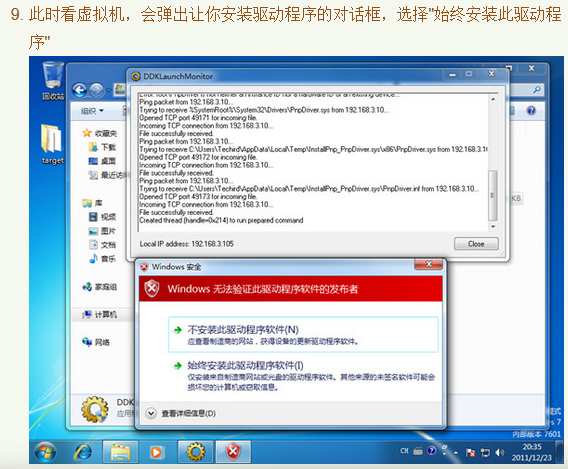 9. 此时看虚拟机，会弹出让你安装驱动程序的对话框，选择"始终安装此驱动程
序"
回收站
target
组织
收藏夹
下载
桌面
最近访
库
视频
图片
文档
音乐
家庭组
计算机
网络
DDK
应用
KB
DDKLaunchMonitor
Ping packet from 192.168.3.10...
Trying to receive %SystemRoot%\System32\Drivers\PnpDriver.sys from 192.168.3.10...
Opened TCP port 49171 for incoming file.
Incoming TCP connection from 192.168.3.10...
File successfully received.
Ping packet from 192.168.3.10...
Trying to receive C:\Users\Techird\AppData\Local\Temp\InstallPnp_PnpDriver.sys\x86\PnpDriver.sys from 192.168.3.1
Opened TCP port 49172 for incoming file.
Incoming TCP connection from 192.168.3.10...
File successfully received.
Ping packet from 192.168.3.10...
Trying to receive C:\Users\Techird\AppData\Local\Temp\InstallPnp_PnpDriver.sys\PnpDriver.inf from 192.168.3.10...
Opened TCP port 49173 for incoming file.
Incoming TCP connection from 192.168.3.10...
File successfully received.
Created thread (handle=0x214) to run prepared command
Local IP address: 192.168.3.105
Close
Windows 安全
Windows 无法验证此驱动程序软件的发布者
不安装此驱动程序软件(N)
应查看制造商的网站，获得设备的更新驱动程序软件。
始终安装此驱动程序软件(I)
仅安装来自制造商网站或光盘的驱动程序软件。其他来源的未签名软件可能会
损坏您的计算机或窃取信息。
查看详细信息(D)
模式
s 7
内部版本 7601
CH
20:35
2011/12/23